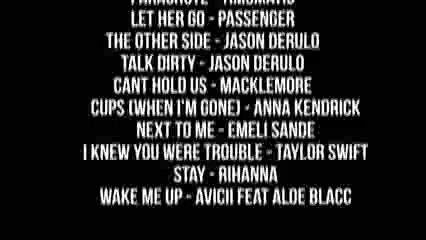 LET HER GO - PASSENGER
THE OTHER SIDE - JASON DERULO
TALK DIRTY - JASON DERULO
CANT HOLD US - MACKLEMORE
CUPS (WHEN I'M GONE) - ANNA KENDRICK
NEXT TO ME - EMELI SANDE
I KNEW YOU WERE TROUBLE - TAYLOR SWIFT
STAY - RIHANNA
WAKE ME UP - AVICII FEAT ALOE BLACC